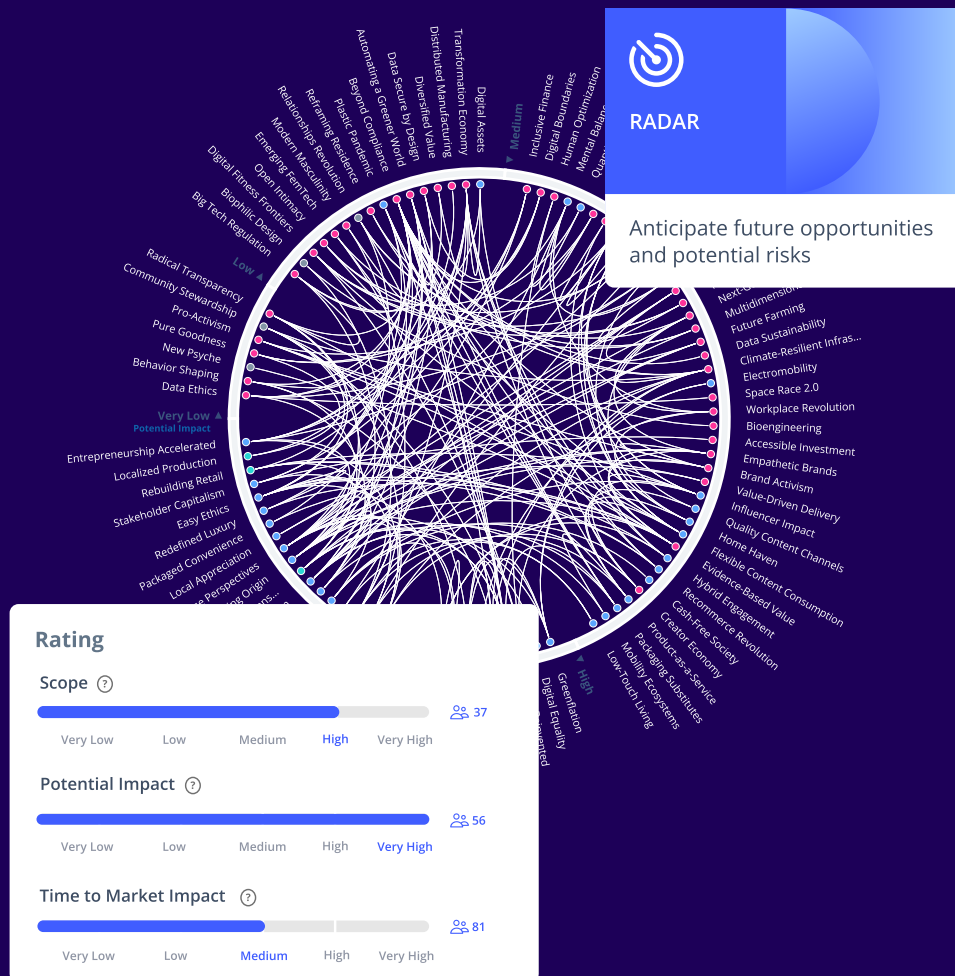 Automating a Greener World
Data Secure by Design
Diversified Value
Distributed Manufacturing
Transformation Economy
Digital Assets
Medium
Inclusive Finance
Digital Boundaries
Human Optimization
Mental
RADAR
Anticipate future opportunities
and potential risks
Beyond Compliance
Plastic Pandemic
Reframing Residence
Relationships Revolution
Modern Masculinity
Emerging FemTech
Open Intimacy
Digital Fitness Frontiers
Biophilic Design
Big Tech Regulation
Low
Radical Transparency
Community Stewardship
Pro-Activism
Pure Goodness
New Psyche
Behavior Shaping
Data Ethics
Very Low
Potential Impact
Entrepreneurship Accelerated
Localized Production
Rebuilding Retail
Stakeholder Capitalism
Easy Ethics
Redefined Luxury
Packaged Convenience
Local Appreciation
Perspectives
Origin
Future Farming
Data Sustainability
Climate-Resilient Infras...
Electromobility
Space Race 2.0
Workplace Revolution
Bioengineering
Accessible Investment
Empathetic Brands
Brand Activism
Value-Driven Delivery
Influencer Impact
Quality Content Channels
Home Haven
Flexible Content Consumption
Evidence-Based Value
Hybrid Engagement
Recommerce Revolution
Cash-Free Society
Creator Economy
Product-as-a-Service
Packaging Substitutes
Mobility Ecosystems
Low-Touch Living
High
Greenflation
Digital Equality
Rating
Scope ?
37
Very Low Low Medium High Very High
Potential Impact ?
56
Very Low Low Medium High Very High
Time to Market Impact ?
81
Very Low Low Medium High Very High